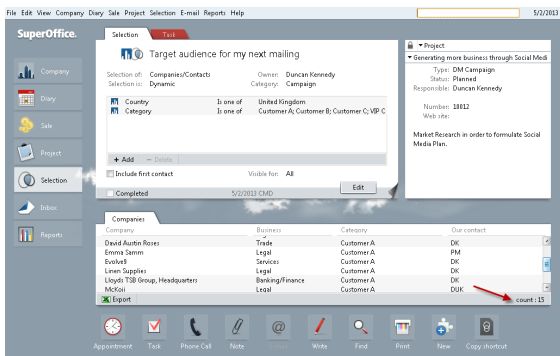 File Edit View Company Diary Sale Project Selection E-mail Reports Help
5/2/2013
SuperOffice.
Company
Diary
Sale
Project
Selection
Inbox
Reports
Selection Task
Target audience for my next mailing
Selection of: Companies/Contacts Owner: Duncan Kennedy
Selection is: Dynamic Category: Campaign
Country Is one of United Kingdom
Category Is one of Customer A; Customer B; Customer C; VIP C
+ Add − Delete
Include first contact Visible for: All
Edit
Completed 5/2/2013 CMD
Project
Generating more business through Social Medi
Type: DM Campaign
Status: Planned
Responsible: Duncan Kennedy
Number: 10012
Web site:
Market Research in order to formulate Social
Media Plan.
Companies
Company Business Category Our contact
David Austin Roses Trade Customer A DK
Emma Samm Legal Customer A PM
Evolve9 Services Customer A DK
Linen Supplies Legal Customer A DK
Lloyds TSB Group, Headquarters Banking/Finance Customer A DK
McKoii Legal Customer A DUK
Export count : 15
Appointment Task Phone Call Note Write Find Print New Copy shortcut